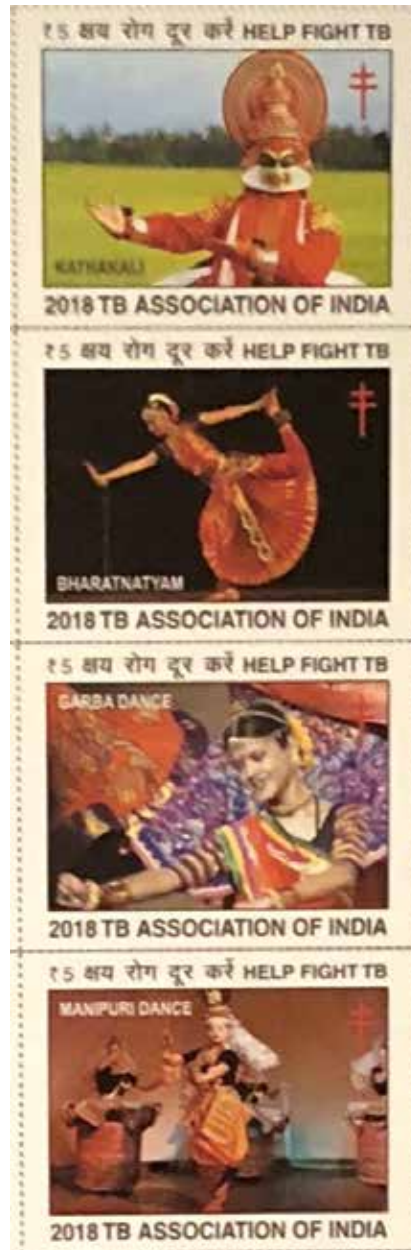 ₹5 क्षय रोग दूर करें HELP FIGHT TB
KATHAKALI
2018 TB ASSOCIATION OF INDIA
₹5 क्षय रोग दूर करें HELP FIGHT TB
BHARATNATYAM
2018 TB ASSOCIATION OF INDIA
₹5 क्षय रोग दूर करें HELP FIGHT TB
GARBA DANCE
2018 TB ASSOCIATION OF INDIA
₹5 क्षय रोग दूर करें HELP FIGHT TB
MANIPURI DANCE
2018 TB ASSOCIATION OF INDIA